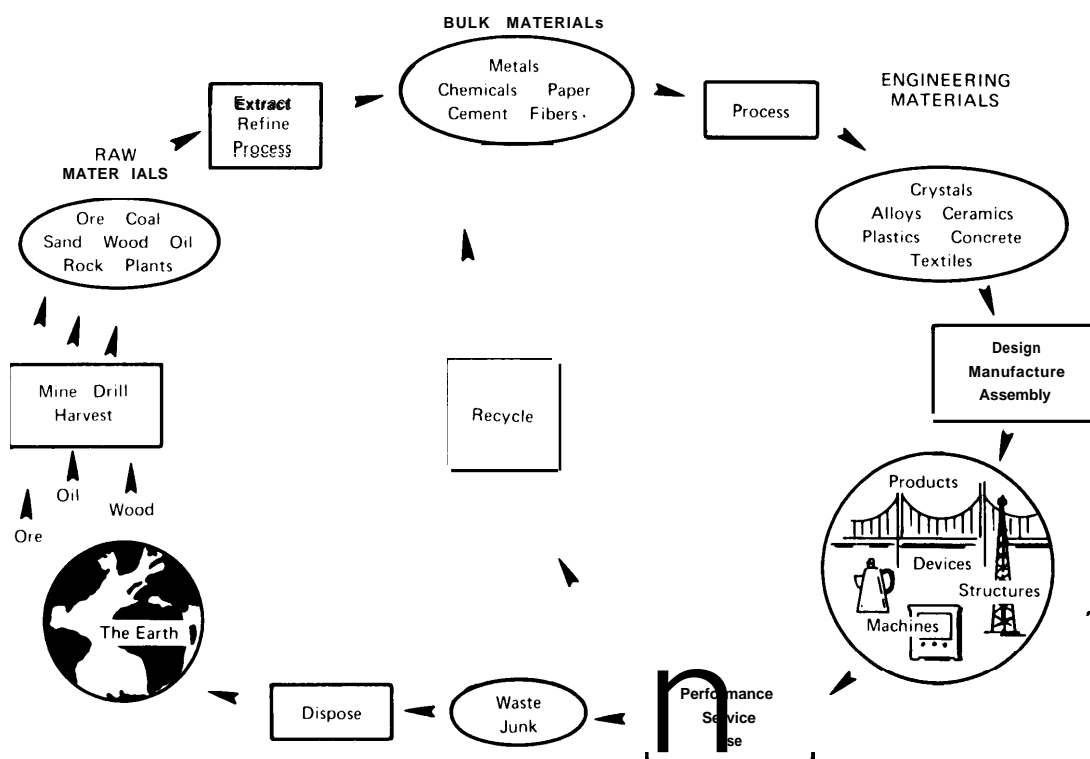 BULK MATERIALs
Metals
Chemicals Paper
Cement Fibers.
Extract
Refine
Process
Process
ENGINEERING
MATERIALS
RAW
MATER IALS
Ore Coal
Sand Wood Oil
Rock Plants
Crystals
Alloys Ceramics
Plastics Concrete
Textiles
Mine Drill
Harvest
Design
Manufacture
Assembly
Recycle
Oil
Wood
Ore
Products
Devices
Structures
Machines
The Earth
Dispose
Waste
Junk
n
Performance
Service
se